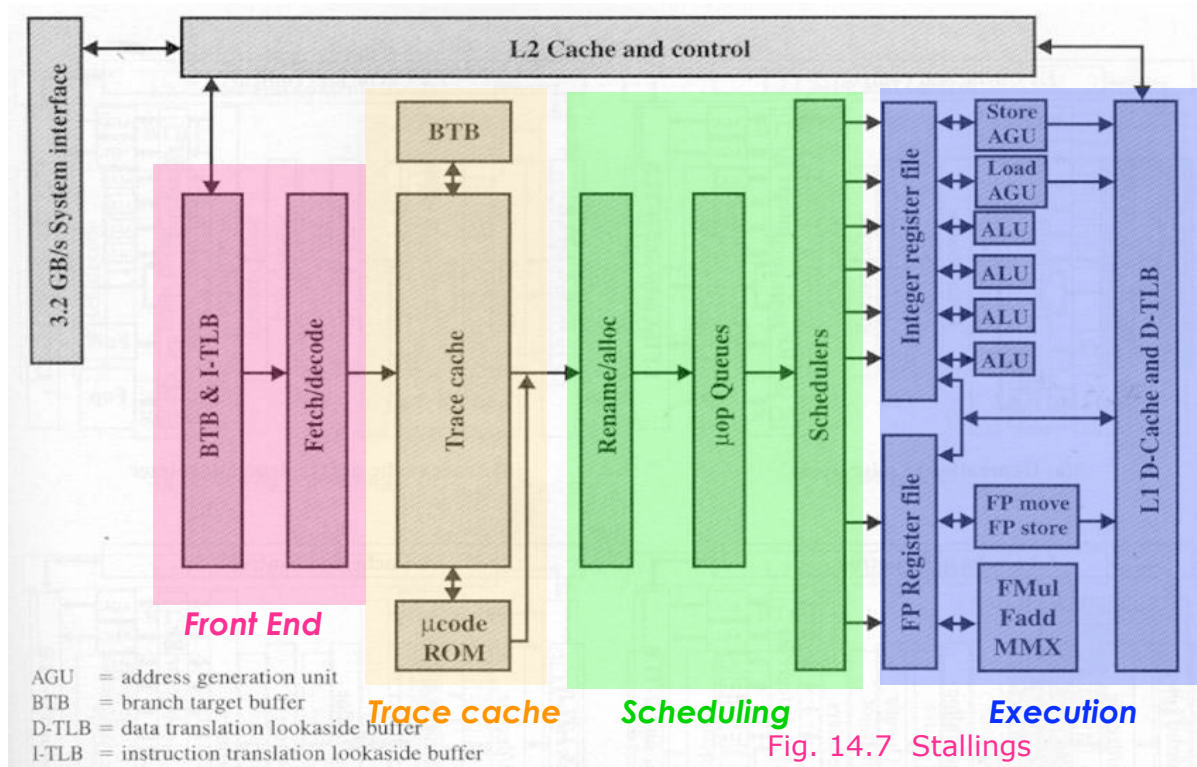 L2 Cache and control
3.2 GB/s System interface
BTB & I-TLB
Fetch/decode
Front End
BTB
Trace cache
μcode
ROM
Trace cache
Rename/alloc
μop Queues
Schedulers
Scheduling
Integer register file
FP Register file
Store
AGU
Load
AGU
ALU
ALU
ALU
ALU
FP move
FP store
FMul
Fadd
MMX
L1 D-Cache and D-TLB
Execution
AGU = address generation unit
BTB = branch target buffer
D-TLB = data translation lookaside buffer
I-TLB = instruction translation lookaside buffer
Fig. 14.7 Stallings